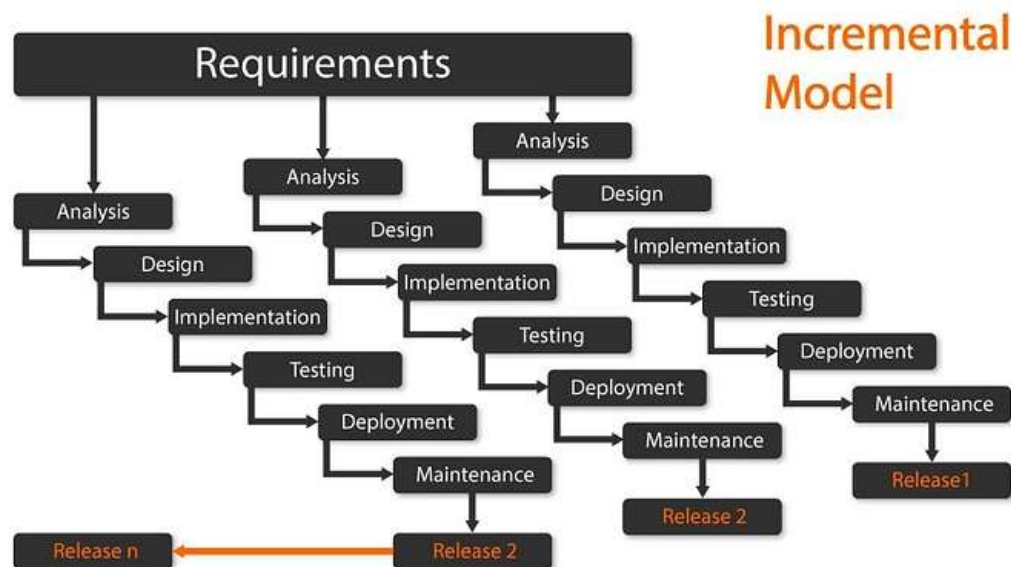 Incremental
Model
Requirements
Analysis
Design
Implementation
Testing
Deployment
Maintenance
Release 2
Release n
Analysis
Design
Implementation
Testing
Deployment
Maintenance
Release 2
Analysis
Design
Implementation
Testing
Deployment
Maintenance
Release1